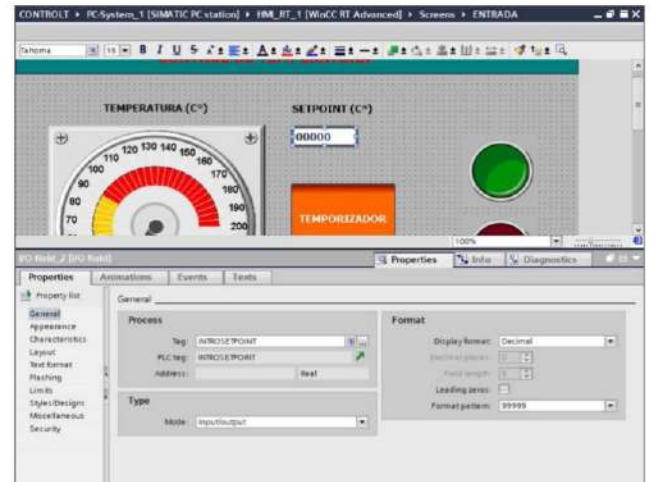 CONTROLT ▸ PC-System_1 [SIMATIC PC station] ▸ HMI_RT_1 [WinCC RT Advanced] ▸ Screens ▸ ENTRADA
Tahoma
B I U S A
TEMPERATURA (C°)
SETPOINT (C°)
00000
70 80 90 100 110 120 130 140 150 160 170 180 190 200
TEMPORIZADOR
100%
I/O field_2 [I/O field]
Properties
Info
Diagnostics
Properties
Animations
Events
Texts
Property list
General
Appearance
Characteristics
Layout
Text format
Flashing
Limits
Styles/Designs
Miscellaneous
Security
General
Process
Tag: INTROSETPOINT
PLC tag: INTROSETPOINT
Address: Real
Type
Mode: Input/output
Format
Display format: Decimal
Decimal places: 0
Field length:
Leading zeros:
Format pattern: 99999